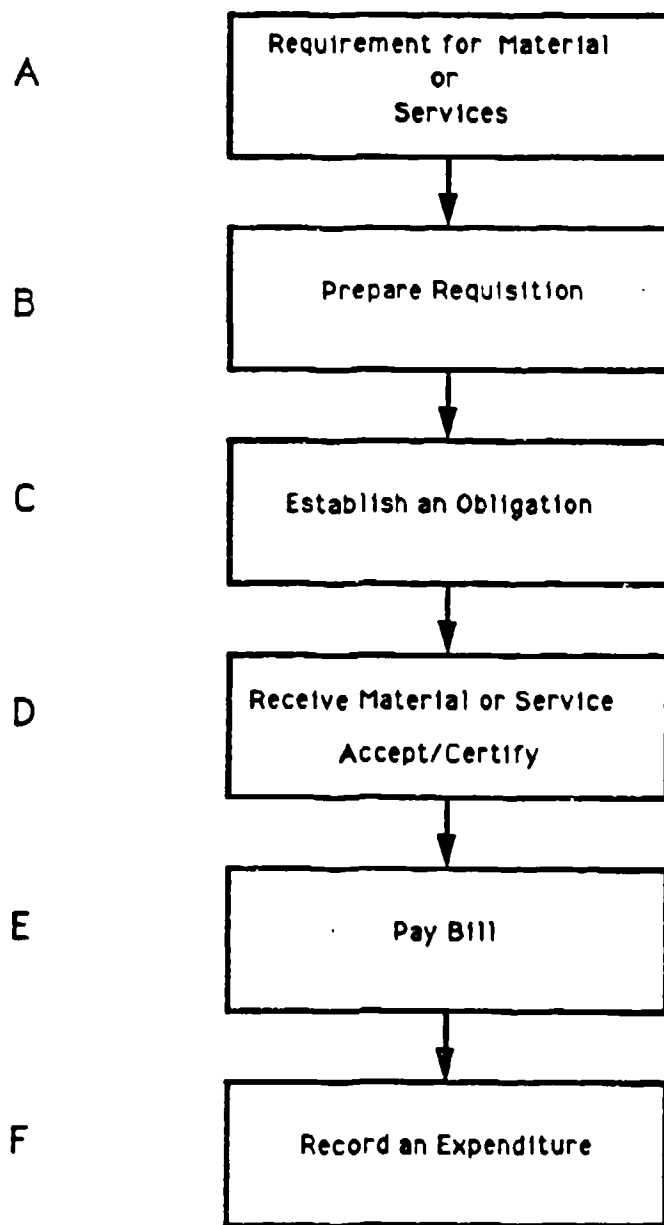 A
Requirement for Material
or
Services
B
Prepare Requisition
C
Establish an Obligation
D
Receive Material or Service
Accept/Certify
E
Pay Bill
F
Record an Expenditure